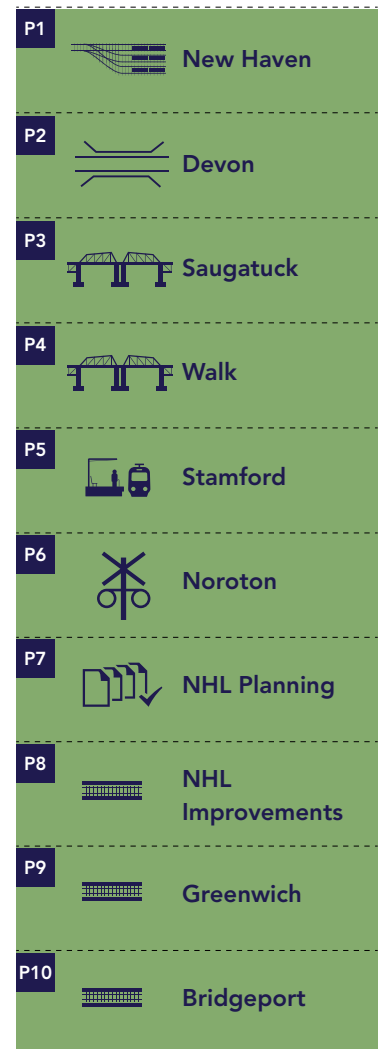 P1
New Haven
P2
Devon
P3
Saugatuck
P4
Walk
P5
Stamford
P6
Noroton
P7
NHL Planning
P8
NHL
Improvements
P9
Greenwich
P10
Bridgeport